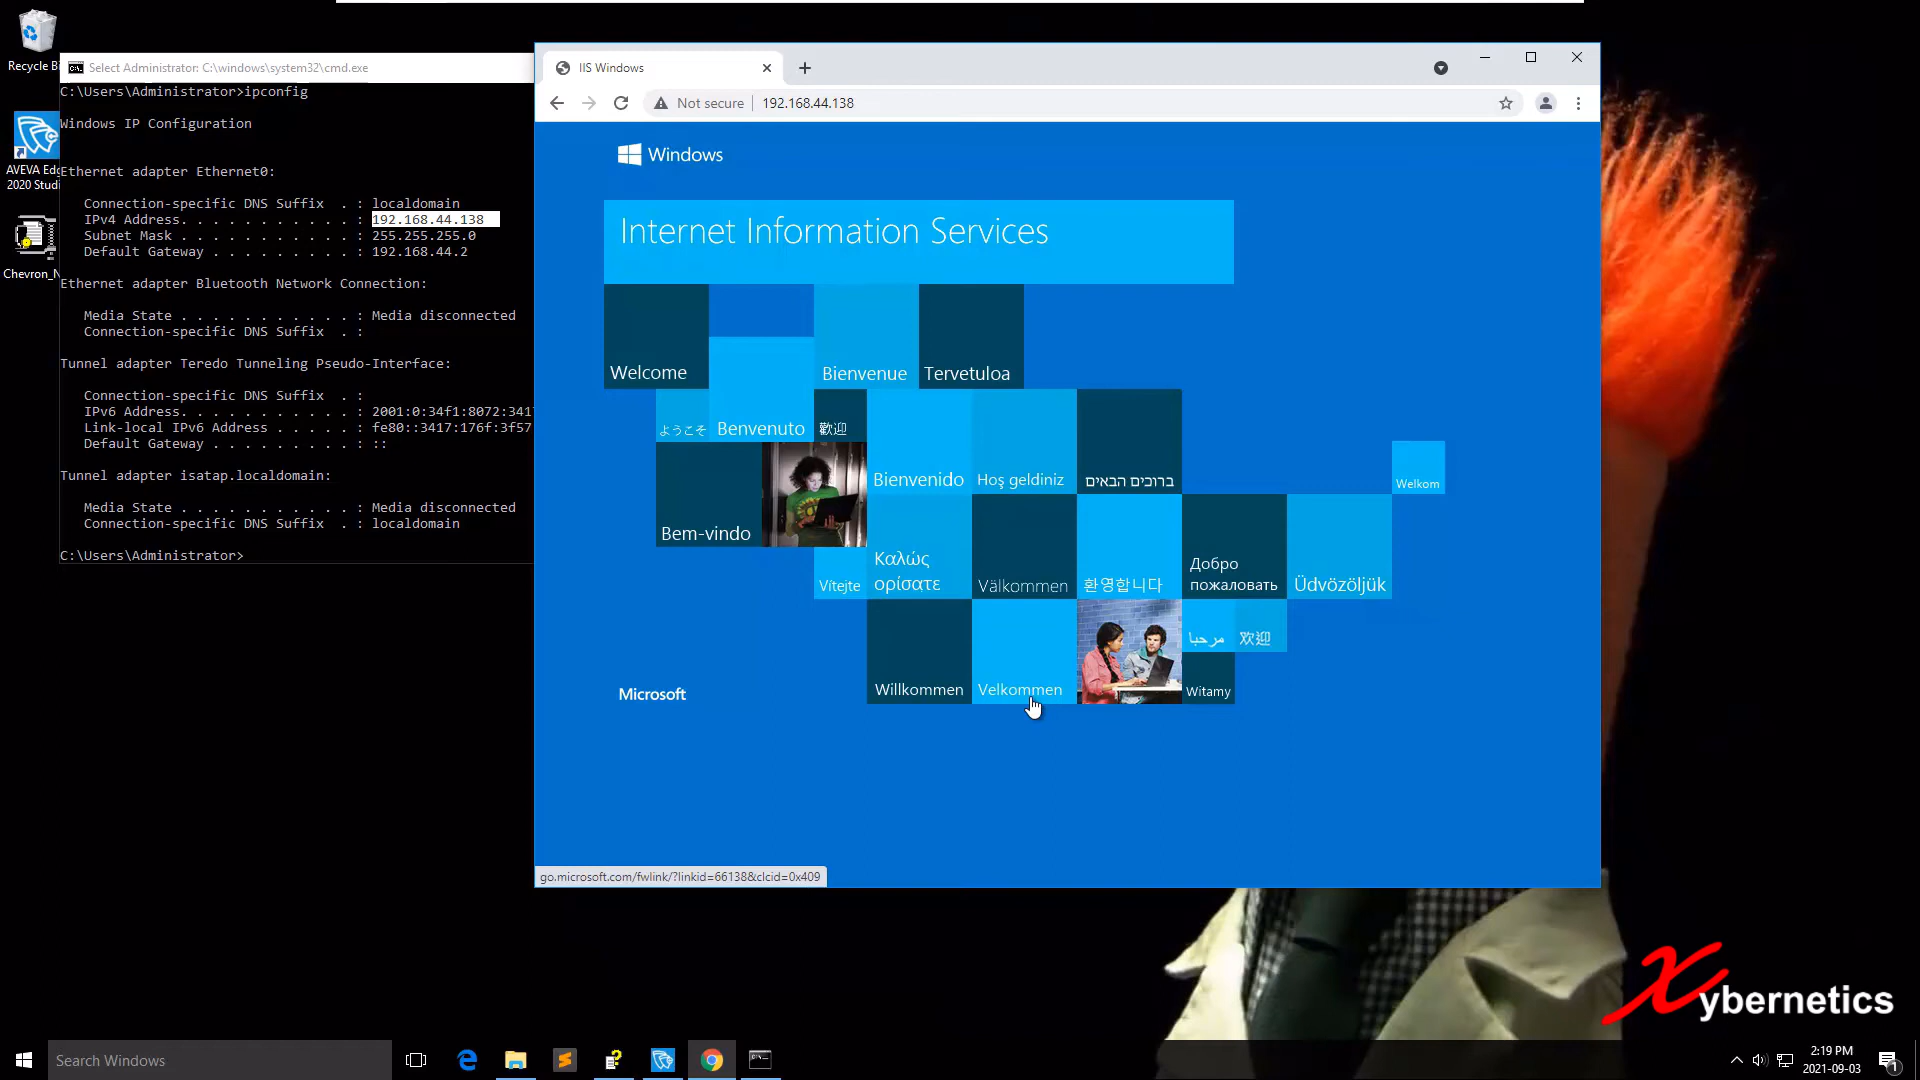 Recycle Bi
AVEVA Edg
2020 Studi
Chevron_N
Select Administrator: C:\windows\system32\cmd.exe
C:\Users\Administrator>ipconfig
Windows IP Configuration
Ethernet adapter Ethernet0:
Connection-specific DNS Suffix . : localdomain
IPv4 Address. . . . . . . . . . . : 192.168.44.138
Subnet Mask . . . . . . . . . . . : 255.255.255.0
Default Gateway . . . . . . . . . : 192.168.44.2
Ethernet adapter Bluetooth Network Connection:
Media State . . . . . . . . . . . : Media disconnected
Connection-specific DNS Suffix . :
Tunnel adapter Teredo Tunneling Pseudo-Interface:
Connection-specific DNS Suffix . :
IPv6 Address. . . . . . . . . . . : 2001:0:34f1:8072:341
Link-local IPv6 Address . . . . . : fe80::3417:176f:3f57
Default Gateway . . . . . . . . . : ::
Tunnel adapter isatap.localdomain:
Media State . . . . . . . . . . . : Media disconnected
Connection-specific DNS Suffix . : localdomain
C:\Users\Administrator>
IIS Windows
Not secure
192.168.44.138
Windows
Internet Information Services
Welcome
Bienvenue
Tervetuloa
ようこそ
Benvenuto
歡迎
Bienvenido
Hoş geldiniz
ברוכים הבאים
Welkom
Bem-vindo
Vítejte
Καλώς
ορίσατε
Välkommen
환영합니다
Добро
пожаловать
Üdvözöljük
Willkommen
Velkommen
مرحبا
欢迎
Witamy
Microsoft
go.microsoft.com/fwlink/?linkid=66138&clcid=0x409
Xybernetics
Search Windows
2:19 PM
2021-09-03
1